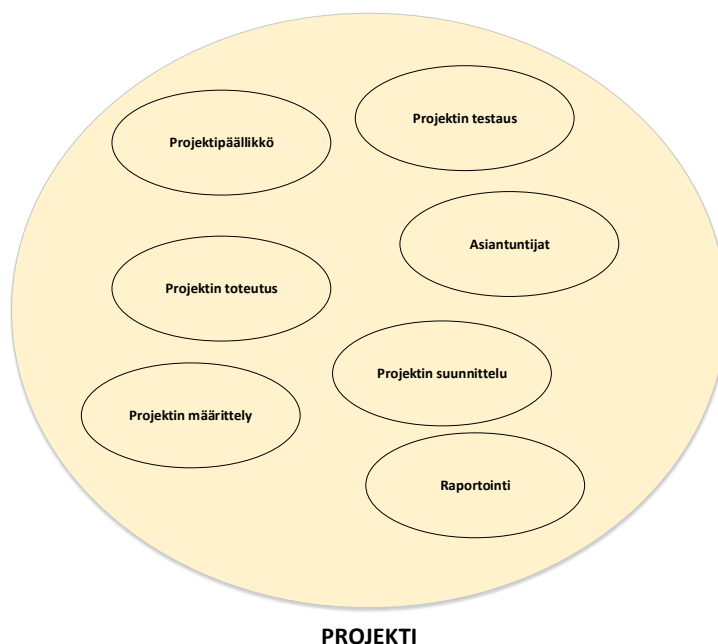 Projektin testaus
Projektipäällikkö
Asiantuntijat
Projektin toteutus
Projektin suunnittelu
Projektin määrittely
Raportointi
PROJEKTI